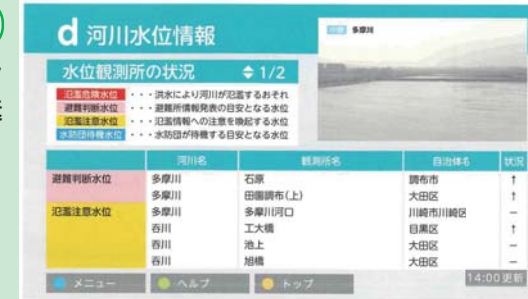 d 河川水位情報
多摩川
水位観測所の状況 1/2
氾濫危険水位 ・・・洪水により河川が氾濫するおそれ
避難判断水位 ・・・避難所情報発表の目安となる水位
氾濫注意水位 ・・・氾濫情報への注意を喚起する水位
水防団待機水位 ・・・水防団が待機する目安となる水位
河川名 観測所名 自治体名 状況
避難判断水位 多摩川 石原 調布市 ↑
多摩川 田園調布(上) 大田区 ↑
氾濫注意水位 多摩川 多摩川河口 川崎市川崎区 −
呑川 工大橋 目黒区 ↑
呑川 池上 大田区 −
呑川 旭橋 大田区 −
メニュー ヘルプ トップ 14:00更新